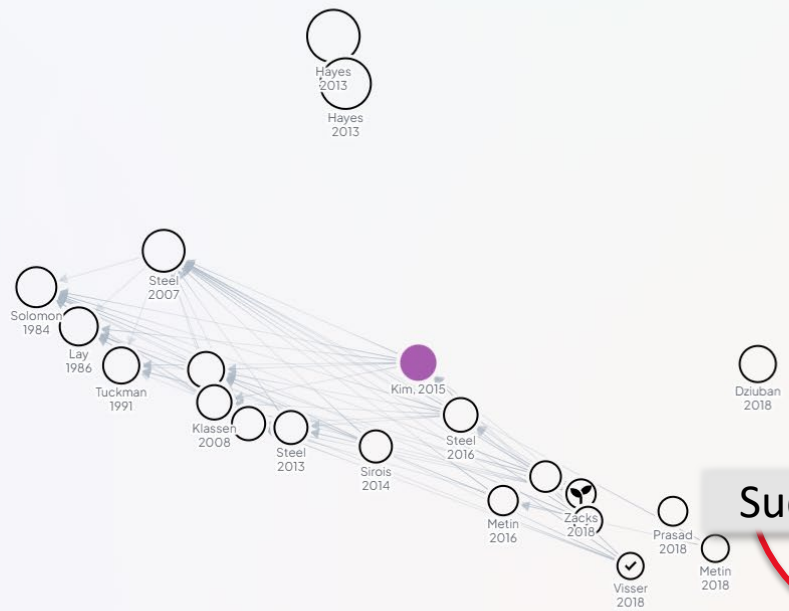 Hayes
2013
Hayes
2013
Steel
2007
Solomon
1984
Lay
1986
Tuckman
1991
Kim, 2015
Dziuban
2018
Klassen
2008
Steel
2013
Steel
2016
Sirois
2014
Metin
2016
Zacks
2018
Prasad
2018
Metin
2018
Visser
2018